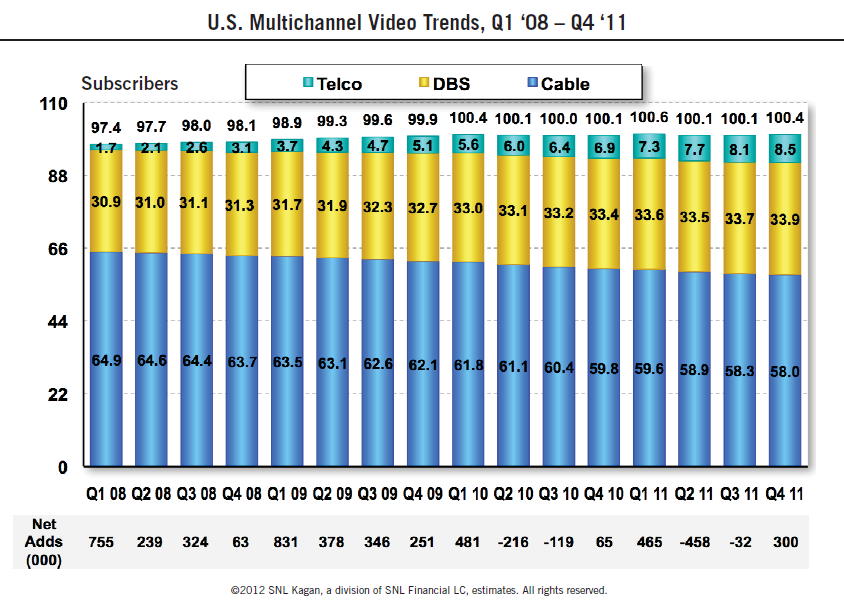 U.S. Multichannel Video Trends, Q1 ‘08 – Q4 ‘11
Subscribers
Telco DBS Cable
110
97.4 97.7 98.0 98.1 98.9 99.3 99.6 99.9 100.4 100.1 100.0 100.1 100.6 100.1 100.1 100.4
1.7 2.1 2.6 3.1 3.7 4.3 4.7 5.1 5.6 6.0 6.4 6.9 7.3 7.7 8.1 8.5
88
30.9 31.0 31.1 31.3 31.7 31.9 32.3 32.7 33.0 33.1 33.2 33.4 33.6 33.5 33.7 33.9
66
44
64.9 64.6 64.4 63.7 63.5 63.1 62.6 62.1 61.8 61.1 60.4 59.8 59.6 58.9 58.3 58.0
22
0
Q1 08 Q2 08 Q3 08 Q4 08 Q1 09 Q2 09 Q3 09 Q4 09 Q1 10 Q2 10 Q3 10 Q4 10 Q1 11 Q2 11 Q3 11 Q4 11
Net
Adds
(000)
755 239 324 63 831 378 346 251 481 -216 -119 65 465 -458 -32 300
©2012 SNL Kagan, a division of SNL Financial LC, estimates. All rights reserved.